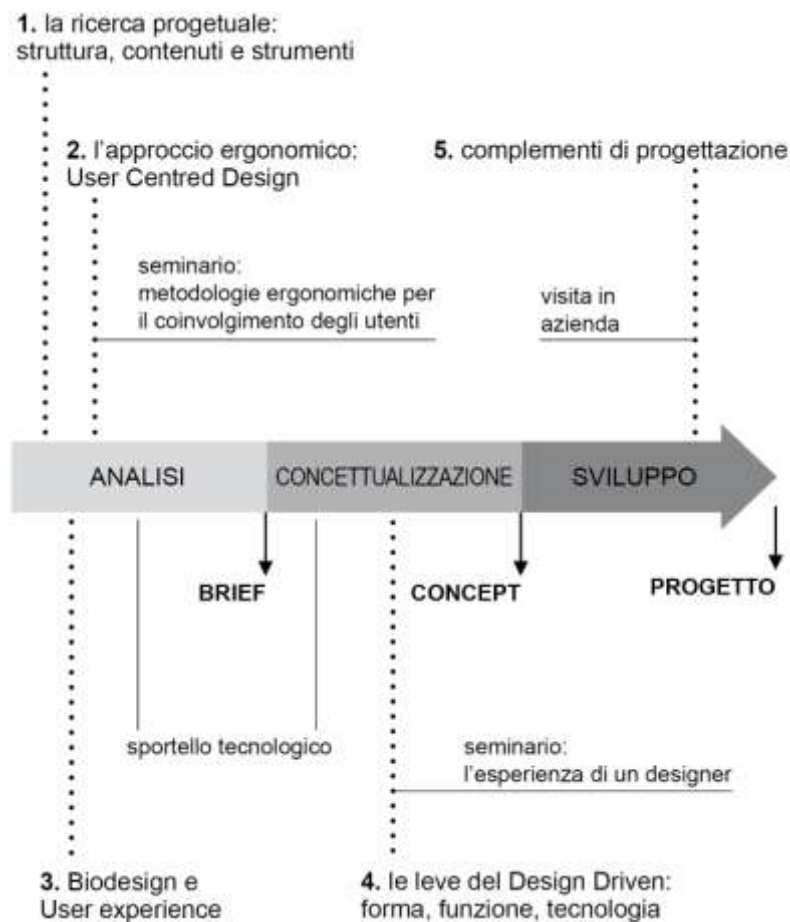 1. la ricerca progetuale:
struttura, contenuti e strumenti
2. l'approccio ergonomico:
User Centred Design
5. complementi di progettazione
seminario:
metodologie ergonomiche per
il coinvolgimento degli utenti
visita in
azienda
ANALISI
CONCETTUALIZZAZIONE
SVILUPPO
BRIEF
CONCEPT
PROGETTO
sportello tecnologico
seminario:
l'esperienza di un designer
3. Biodesign e
User experience
4. le leve del Design Driven:
forma, funzione, tecnologia